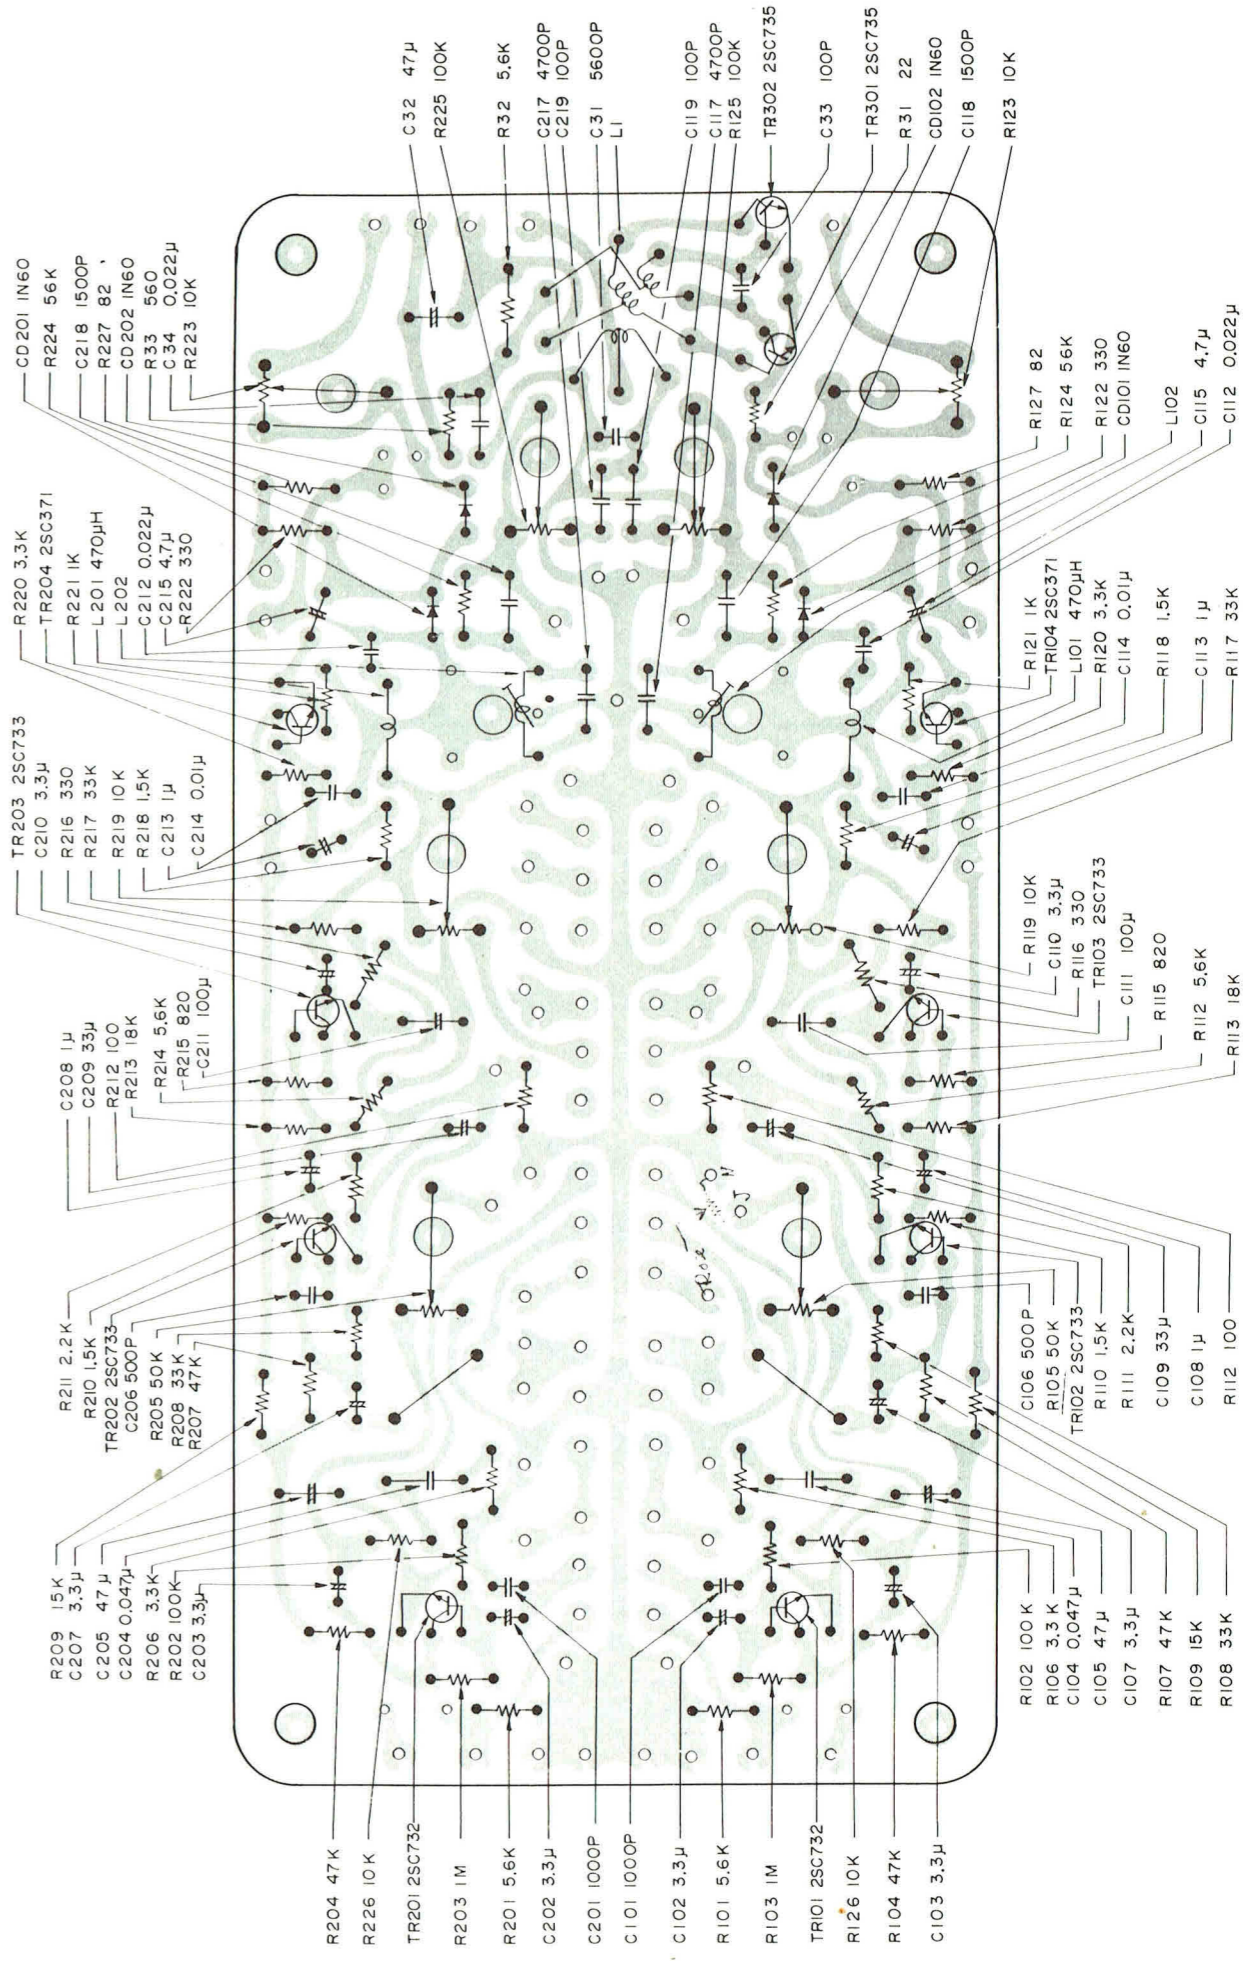 C32 47µ
R225 100K
R32 5.6K
C217 4700P
C219 100P
C31 5600P
L1
C119 100P
C117 4700P
R125 100K
TR302 2SC735
C33 100P
TR301 2SC735
R31 22
CD102 1N60
C118 1500P
R123 10K
CD201 1N60
R224 56K
C218 1500P
R227 82
CD202 1N60
R33 560
C34 0.022µ
R223 10K
R127 82
R124 56K
R122 330
CD101 1N60
L102
C115 4.7µ
C112 0.022µ
R220 3.3K
TR204 2SC371
R221 1K
L201 470µH
L202
C212 0.022µ
C215 4.7µ
R222 330
R121 1K
TR104 2SC371
L101 470µH
R120 3.3K
C114 0.01µ
R118 1.5K
C113 1µ
R117 33K
TR203 2SC733
C210 3.3µ
R216 330
R217 33K
R219 10K
R218 1.5K
C213 1µ
C214 0.01µ
R119 10K
C110 3.3µ
R116 330
TR103 2SC733
C111 100µ
R115 820
R112 5.6K
R113 18K
C208 1µ
C209 33µ
R212 100
R213 18K
R214 5.6K
R215 820
C211 100µ
R211 2.2K
R210 1.5K
TR202 2SC733
C206 500P
R205 50K
R208 33K
R207 47K
C106 500P
R105 50K
TR102 2SC733
R110 1.5K
R111 2.2K
C109 33µ
C108 1µ
R112 100
R209 15K
C207 3.3µ
C205 47µ
C204 0.047µ
R206 3.3K
R202 100K
C203 3.3µ
R102 100K
R106 3.3K
C104 0.047µ
C105 47µ
C107 3.3µ
R107 47K
R109 15K
R108 33K
R204 47K
R226 10K
TR201 2SC732
R203 1M
R201 5.6K
C202 3.3µ
C201 1000P
C101 1000P
C102 3.3µ
R101 5.6K
R103 1M
TR101 2SC732
R126 10K
R104 47K
C103 3.3µ